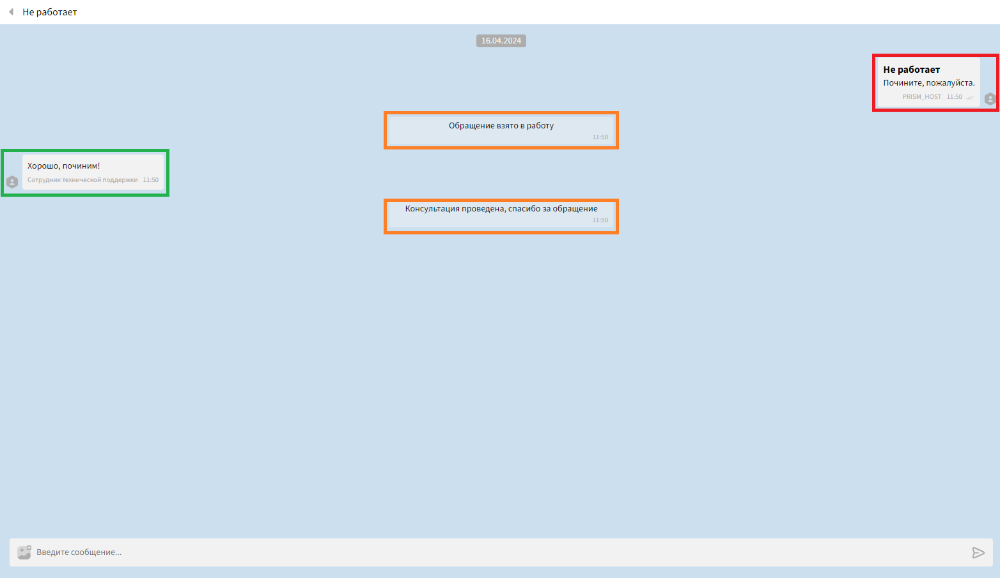 Не работает
16.04.2024
Не работает
Почините, пожалуйста.
PRISM_HOST 11:50
Обращение взято в работу
11:50
Хорошо, починим!
Сотрудник технической поддержки 11:50
Консультация проведена, спасибо за обращение
11:50
Введите сообщение...